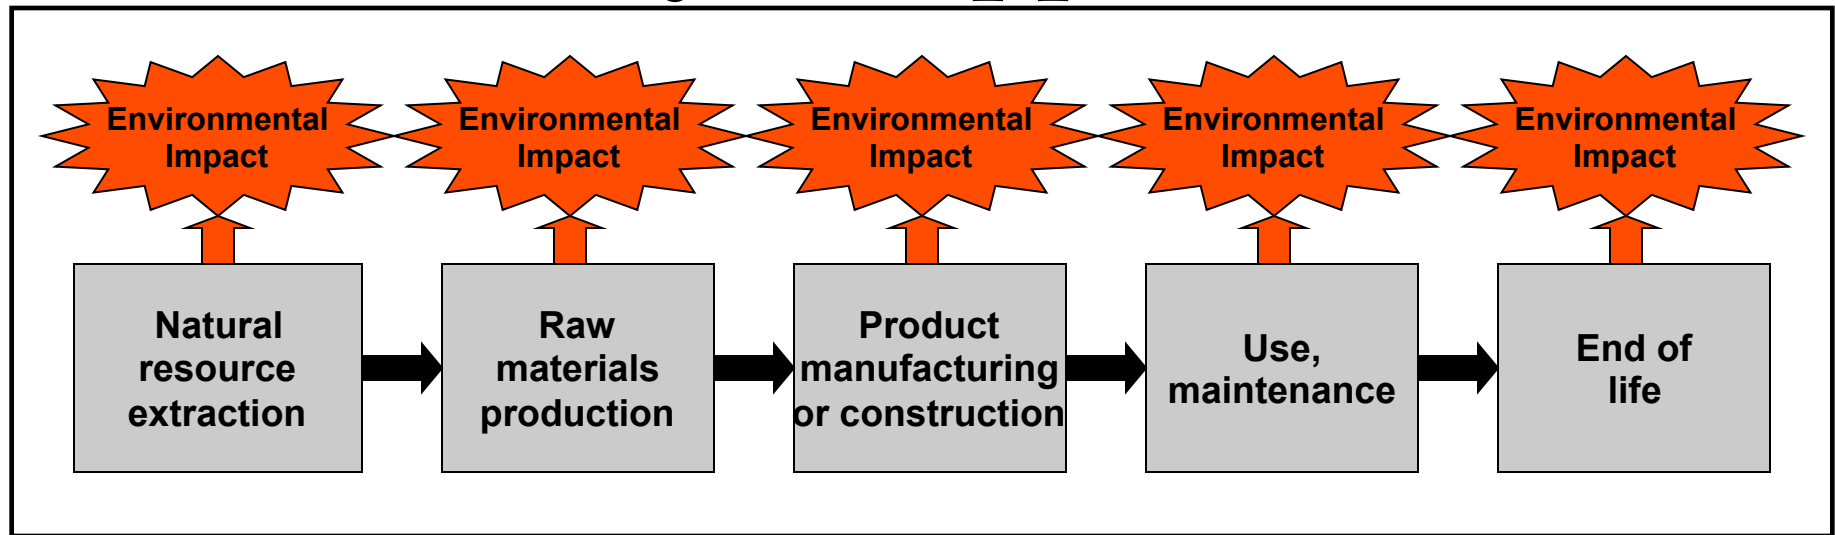 Environmental
Impact
Environmental
Impact
Environmental
Impact
Environmental
Impact
Environmental
Impact
Natural
resource
extraction
Raw
materials
production
Product
manufacturing
or construction
Use,
maintenance
End of
life